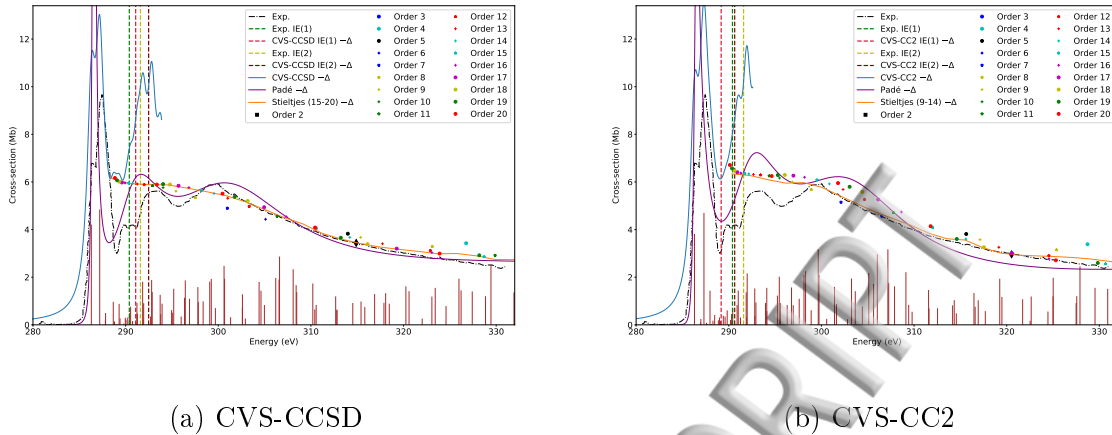 12
10
8
6
4
2
0
280
290
300
310
320
330
Cross-section (Mb)
Energy (eV)
Exp.
Exp. IE(1)
CVS-CCSD IE(1) −Δ
Exp. IE(2)
CVS-CCSD IE(2) −Δ
CVS-CCSD −Δ
Padé −Δ
Stieltjes (15-20) −Δ
Order 2
Order 3
Order 4
Order 5
Order 6
Order 7
Order 8
Order 9
Order 10
Order 11
Order 12
Order 13
Order 14
Order 15
Order 16
Order 17
Order 18
Order 19
Order 20
(a) CVS-CCSD
12
10
8
6
4
2
0
280
290
300
310
320
330
Cross-section (Mb)
Energy (eV)
Exp.
Exp. IE(1)
CVS-CC2 IE(1) −Δ
Exp. IE(2)
CVS-CC2 IE(2) −Δ
CVS-CC2 −Δ
Padé −Δ
Stieltjes (9-14) −Δ
Order 2
Order 3
Order 4
Order 5
Order 6
Order 7
Order 8
Order 9
Order 10
Order 11
Order 12
Order 13
Order 14
Order 15
Order 16
Order 17
Order 18
Order 19
Order 20
(b) CVS-CC2
RIPT